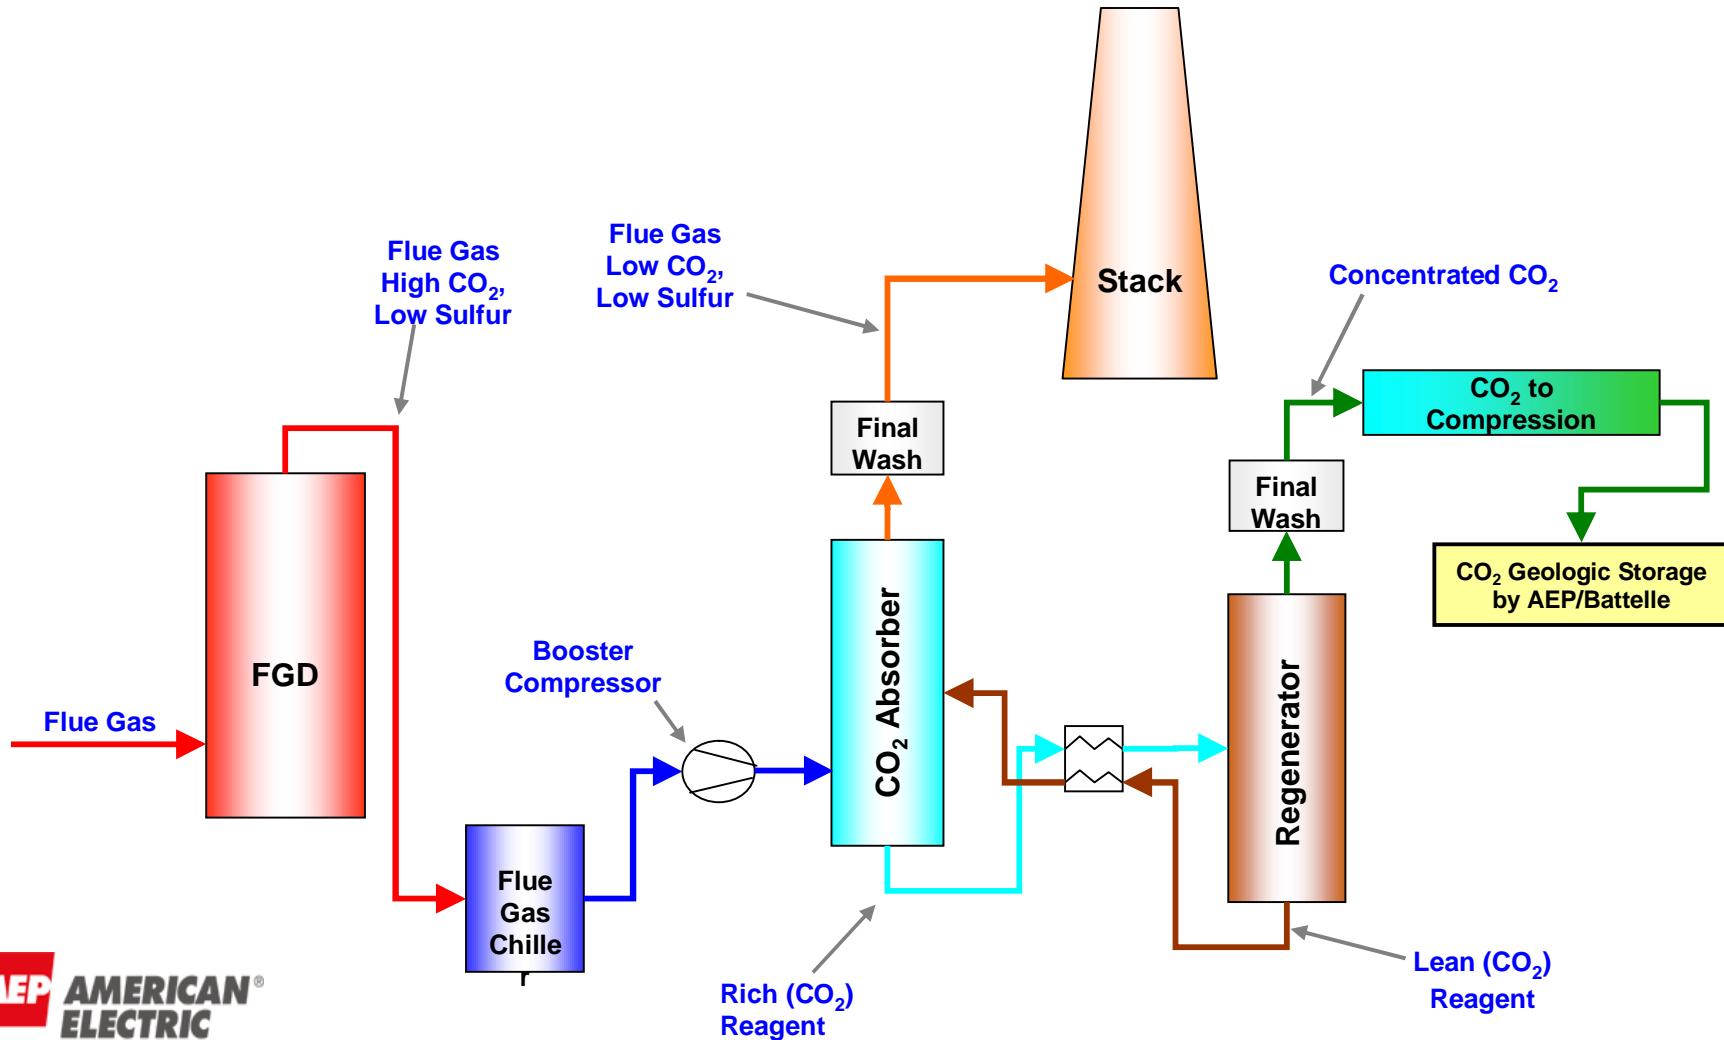 Flue Gas
High CO₂,
Low Sulfur
Flue Gas
Low CO₂,
Low Sulfur
Stack
Concentrated CO₂
CO₂ to
Compression
Final
Wash
Final
Wash
CO₂ Geologic Storage
by AEP/Battelle
FGD
Flue Gas
Booster
Compressor
CO₂ Absorber
Regenerator
Flue
Gas
Chille
r
Rich (CO₂)
Reagent
Lean (CO₂)
Reagent
AEP
AMERICAN®
ELECTRIC